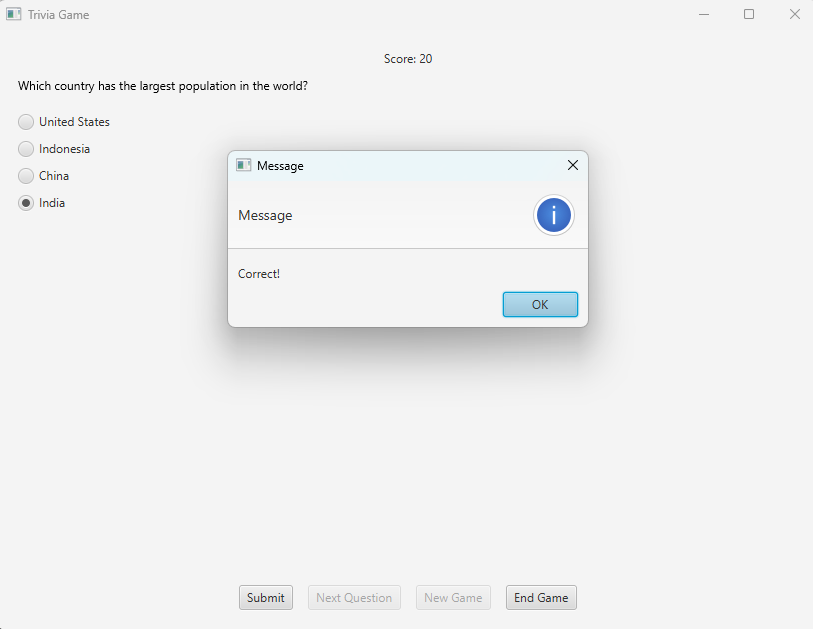 Trivia Game
Score: 20
Which country has the largest population in the world?
United States
Indonesia
China
India
Message
Message
i
Correct!
OK
Submit Next Question New Game End Game